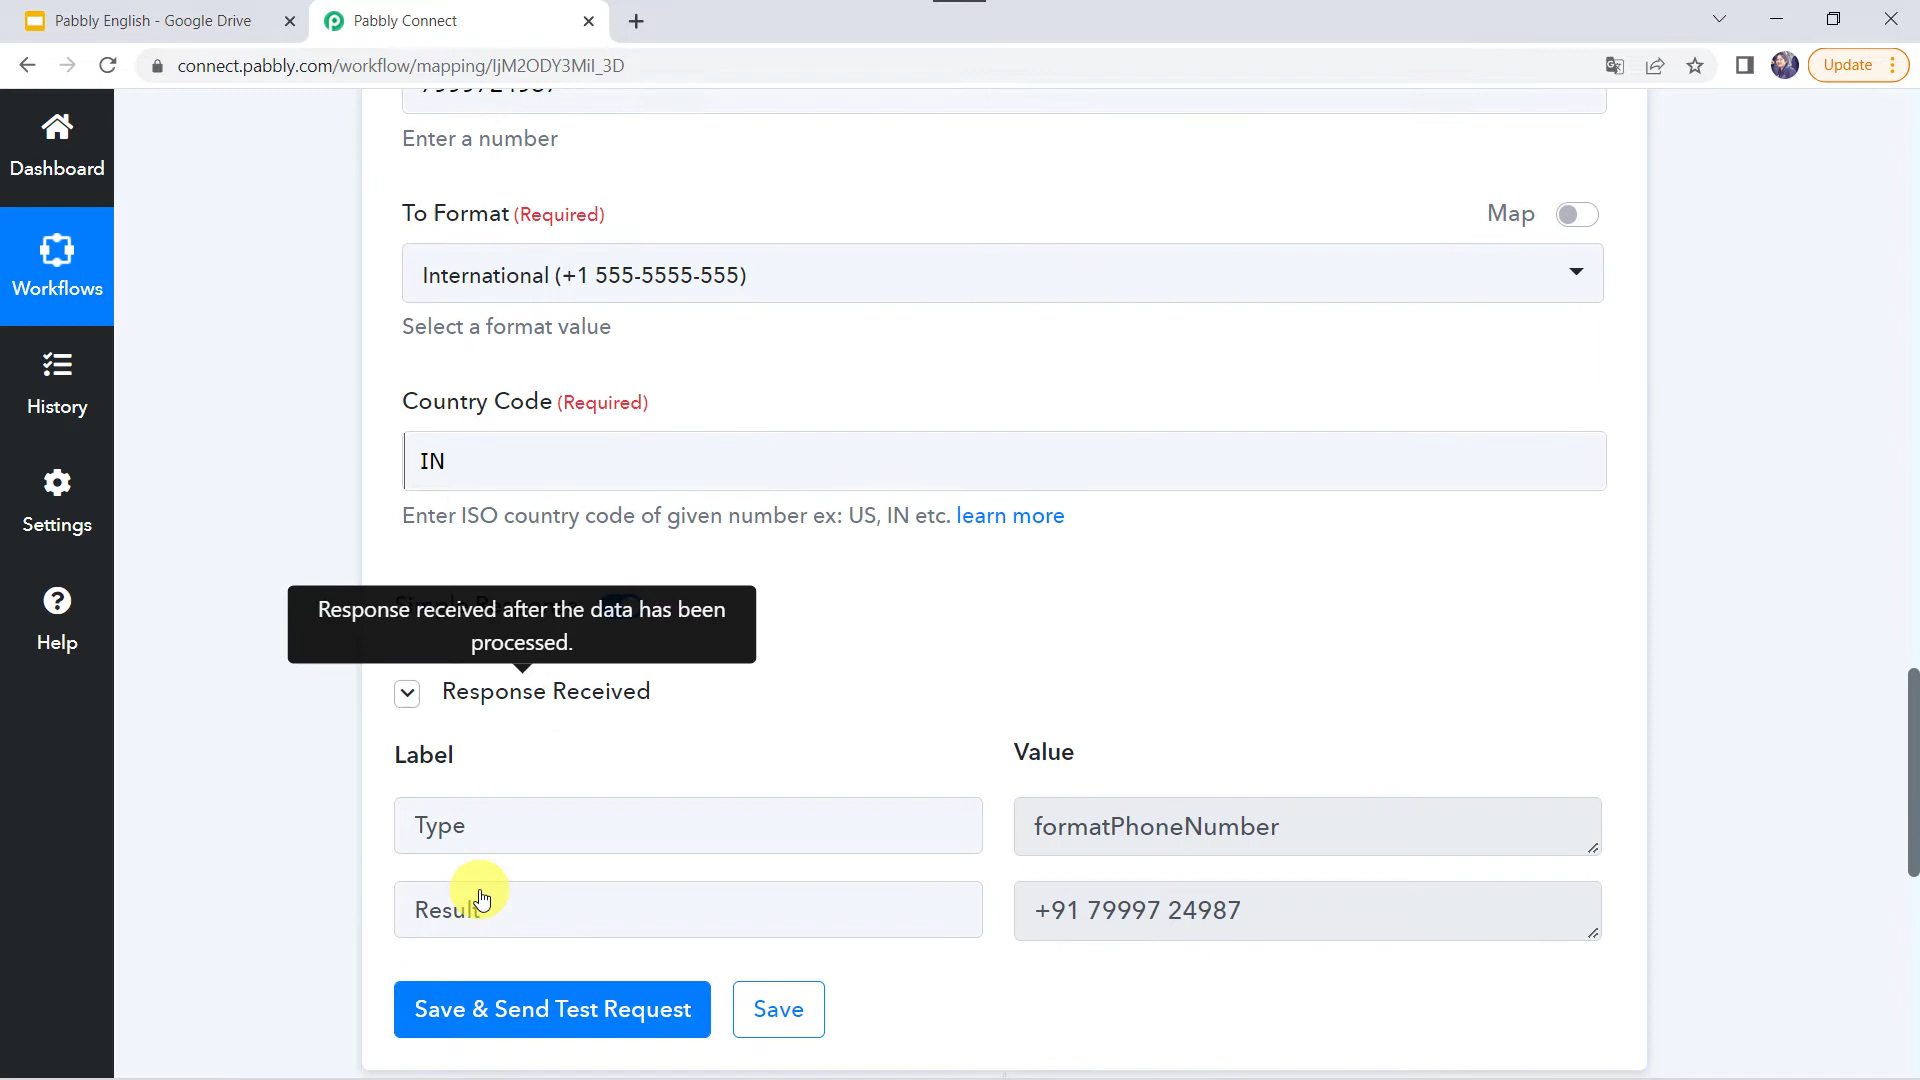 Pabbly English - Google Drive
Pabbly Connect
connect.pabbly.com/workflow/mapping/IjM2ODY3MiI_3D
Update
Dashboard
Workflows
History
Settings
Help
Enter a number
To Format (Required)
Map
International (+1 555-5555-555)
Select a format value
Country Code (Required)
IN
Enter ISO country code of given number ex: US, IN etc. learn more
Response received after the data has been
processed.
Response Received
Label
Value
Type
formatPhoneNumber
Result
+91 79997 24987
Save & Send Test Request
Save